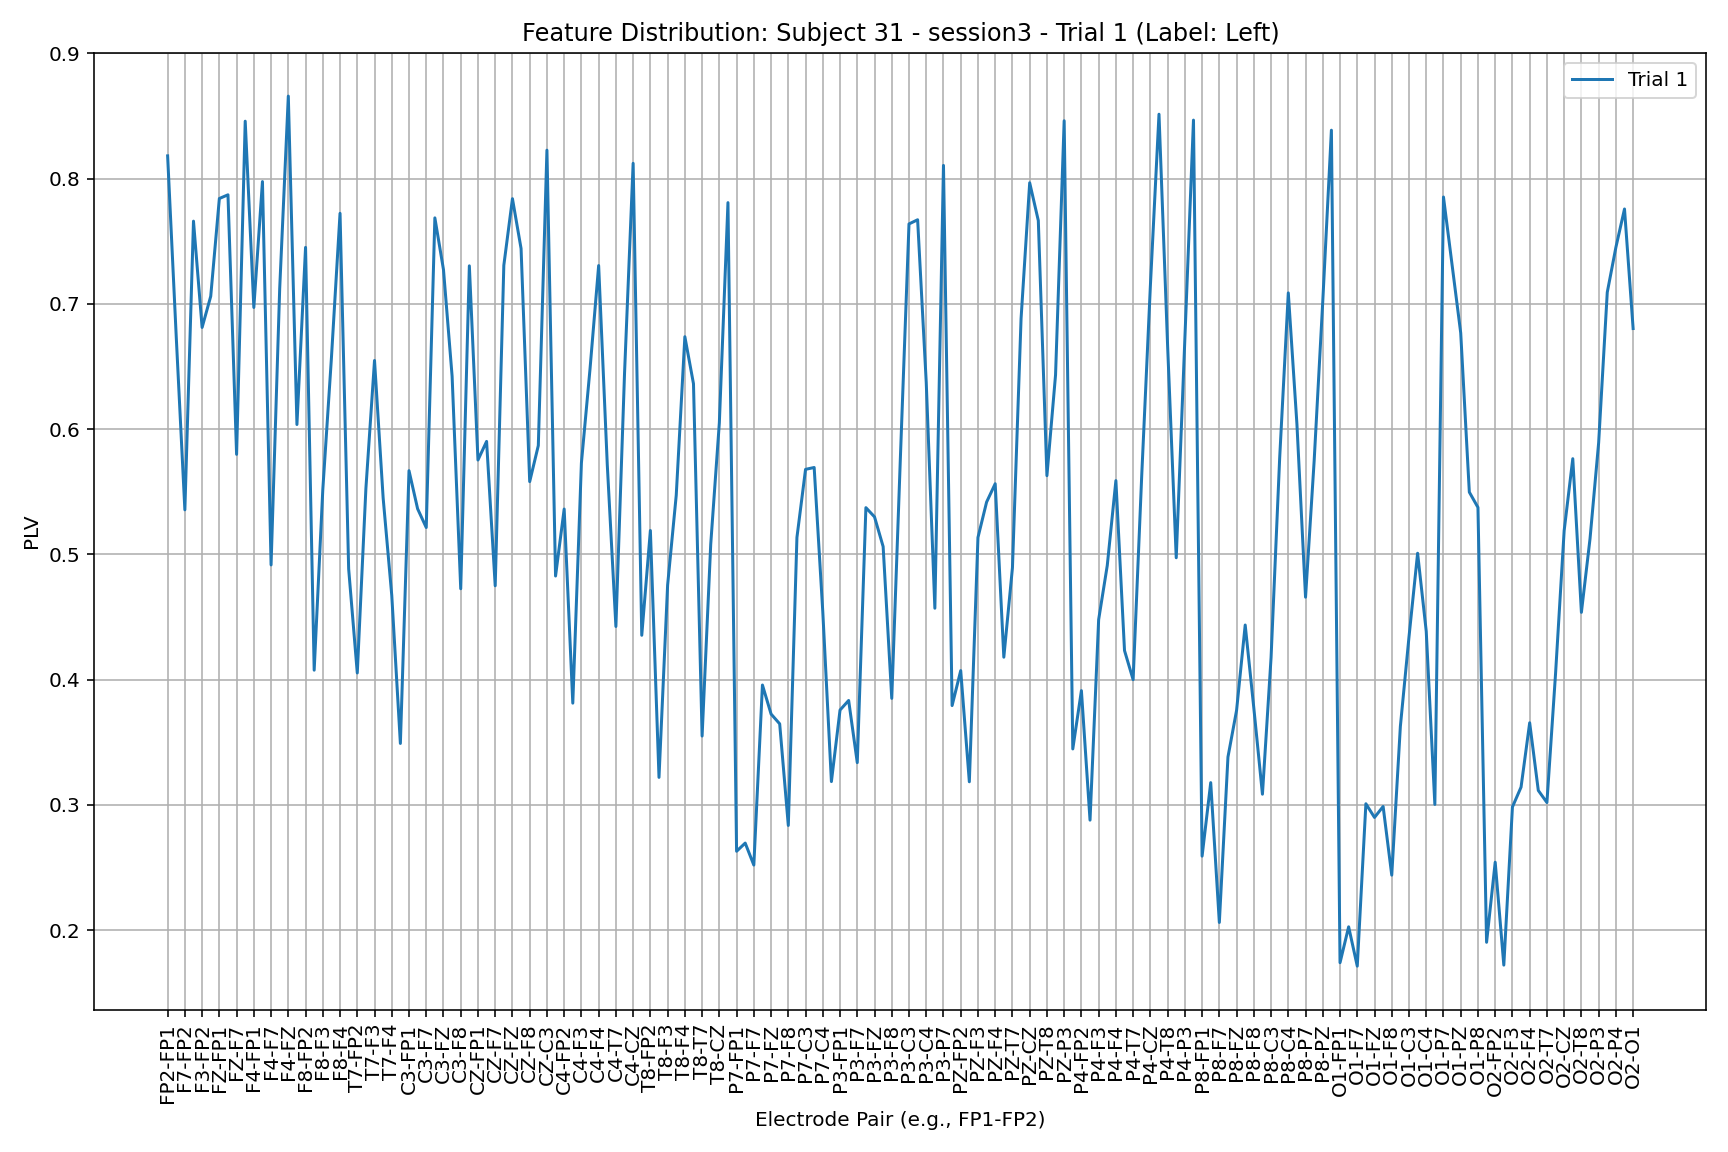 Feature Distribution: Subject 31 - session3 - Trial 1 (Label: Left)
Trial 1
PLV
0.9
0.8
0.7
0.6
0.5
0.4
0.3
0.2
FP2-FP1
F7-FP2
F3-FP2
FZ-FP1
FZ-F7
F4-FP1
F4-F7
F4-FZ
F8-FP2
F8-F3
F8-F4
T7-FP2
T7-F3
T7-F4
C3-FP1
C3-F7
C3-FZ
C3-F8
CZ-FP1
CZ-F7
CZ-FZ
CZ-F8
CZ-C3
C4-FP2
C4-F3
C4-F4
C4-T7
C4-CZ
T8-FP2
T8-F3
T8-F4
T8-T7
T8-CZ
P7-FP1
P7-F7
P7-FZ
P7-F8
P7-C3
P7-C4
P3-FP1
P3-F7
P3-FZ
P3-F8
P3-C3
P3-C4
P3-P7
PZ-FP2
PZ-F3
PZ-F4
PZ-T7
PZ-CZ
PZ-T8
PZ-P3
P4-FP2
P4-F3
P4-F4
P4-T7
P4-CZ
P4-T8
P4-P3
P8-FP1
P8-F7
P8-FZ
P8-F8
P8-C3
P8-C4
P8-P7
P8-PZ
O1-FP1
O1-F7
O1-FZ
O1-F8
O1-C3
O1-C4
O1-P7
O1-PZ
O1-P8
O2-FP2
O2-F3
O2-F4
O2-T7
O2-CZ
O2-T8
O2-P3
O2-P4
O2-O1
Electrode Pair (e.g., FP1-FP2)